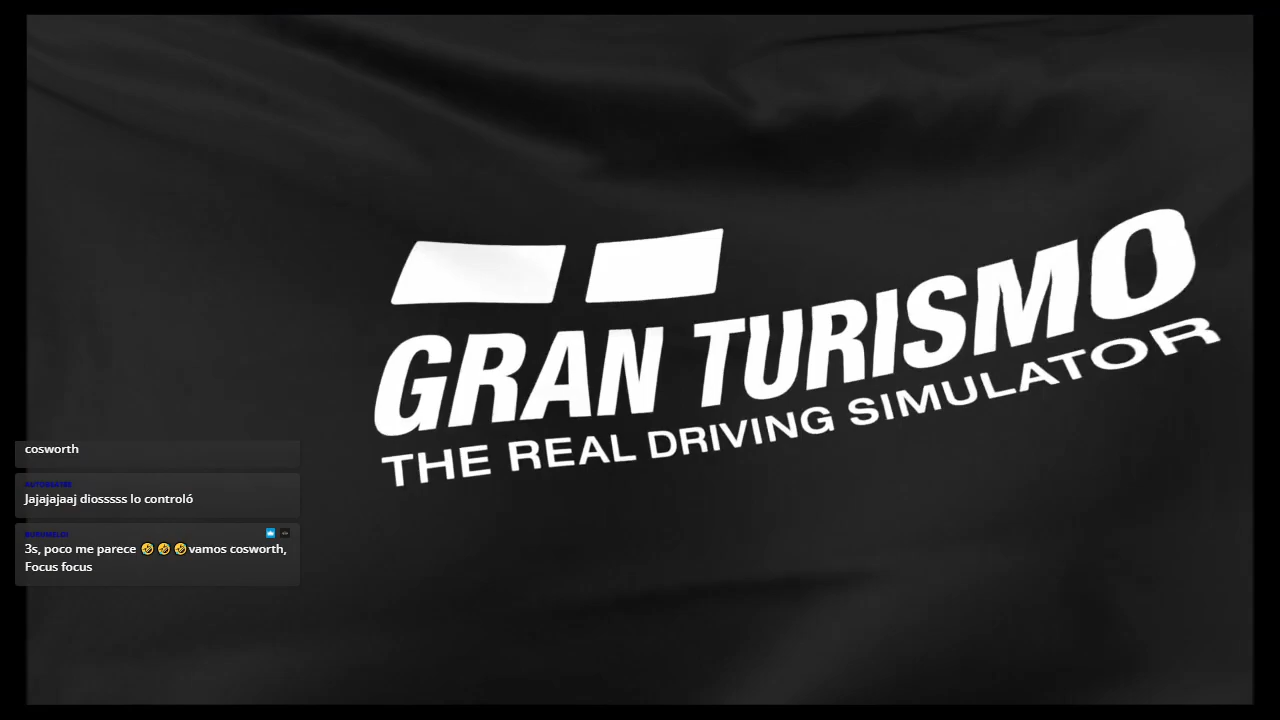 GRAN TURISMO
THE REAL DRIVING SIMULATOR
cosworth
Jajajajaaj diosssss lo controló
3s, poco me parece 🤣🤣🤣vamos cosworth,
Focus focus